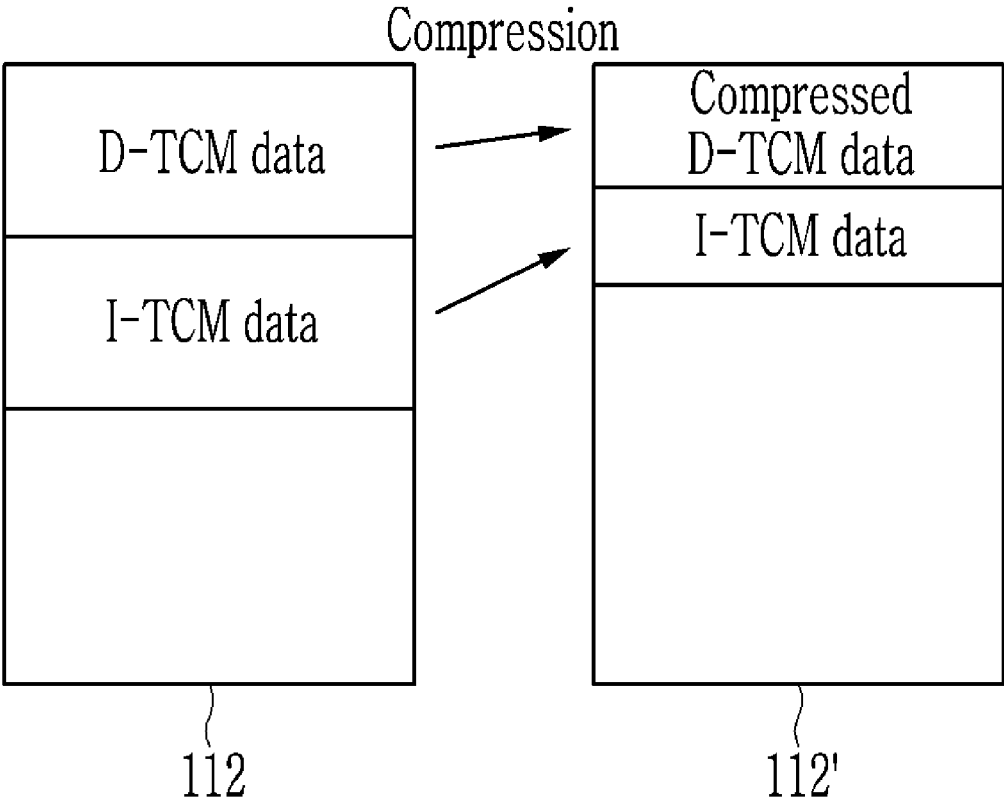 Compression
D-TCM data
I-TCM data
Compressed
D-TCM data
I-TCM data
112
112'